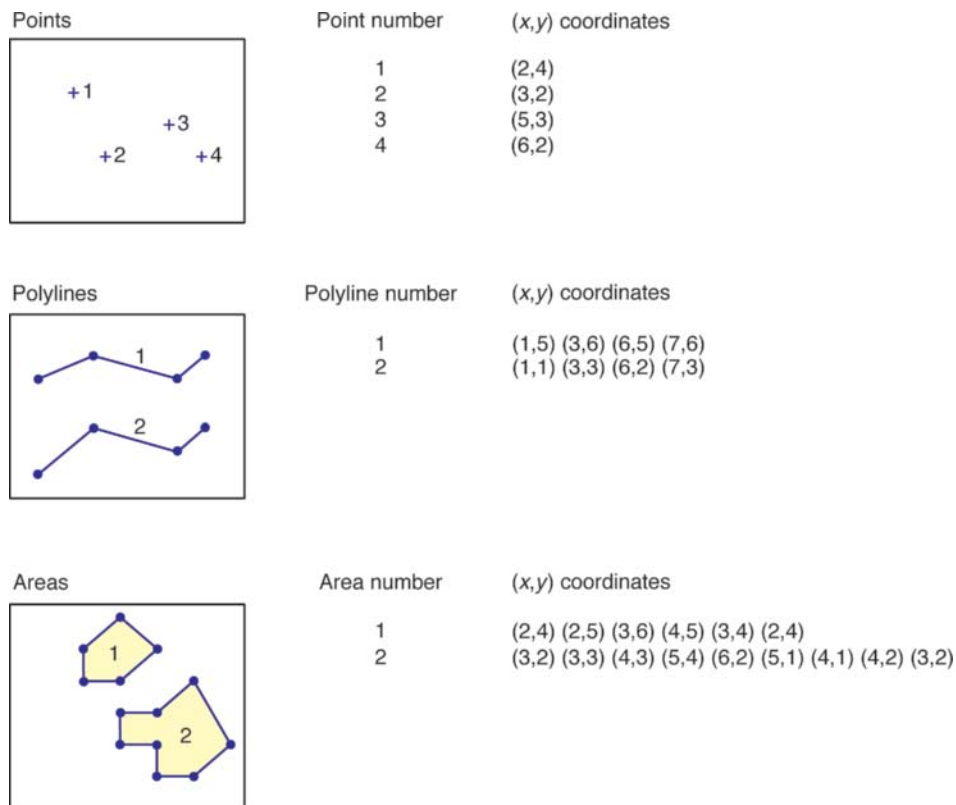 Points Point number (x,y) coordinates
+1 1 (2,4)
2 (3,2)
+3 3 (5,3)
+2 +4 4 (6,2)
Polylines Polyline number (x,y) coordinates
1 1 (1,5) (3,6) (6,5) (7,6)
2 (1,1) (3,3) (6,2) (7,3)
2
Areas Area number (x,y) coordinates
1 (2,4) (2,5) (3,6) (4,5) (3,4) (2,4)
1 2 (3,2) (3,3) (4,3) (5,4) (6,2) (5,1) (4,1) (4,2) (3,2)
2